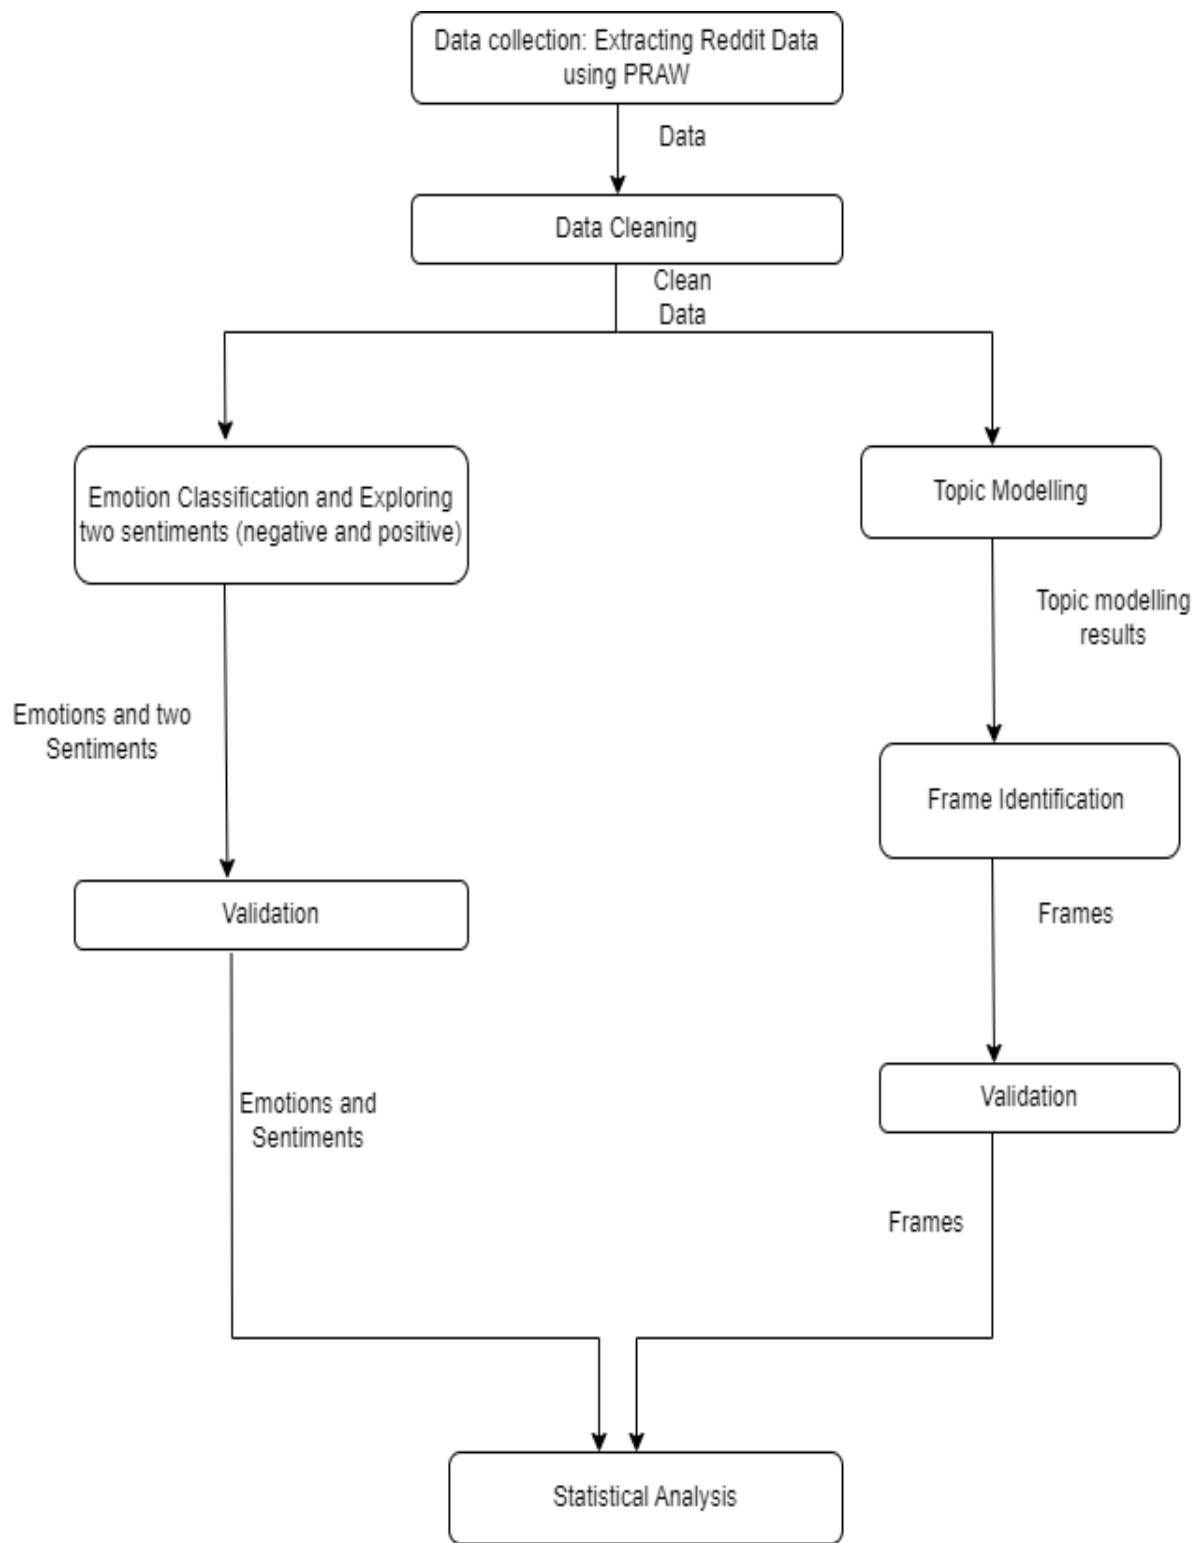 Data collection: Extracting Reddit Data
using PRAW
Data
Data Cleaning
Clean
Data
Emotion Classification and Exploring
two sentiments (negative and positive)
Topic Modelling
Topic modelling
results
Emotions and two
Sentiments
Frame Identification
Validation
Frames
Validation
Emotions and
Sentiments
Frames
Statistical Analysis